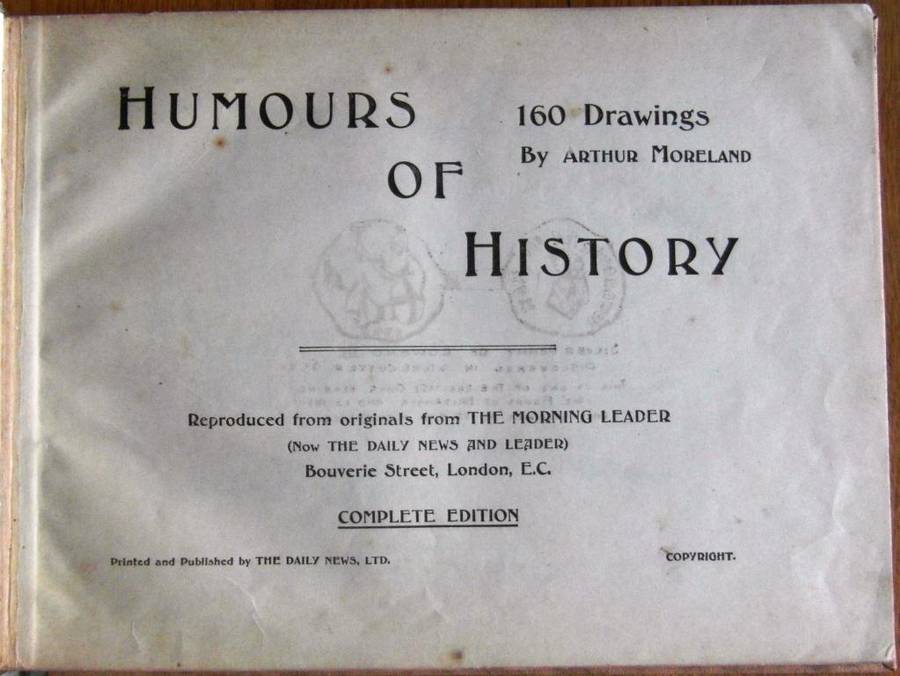 HUMOURS
160 Drawings
By ARTHUR MORELAND
OF
HISTORY
Reproduced from originals from THE MORNING LEADER
(Now THE DAILY NEWS AND LEADER)
Bouverie Street, London, E.C.
COMPLETE EDITION
Printed and Published by THE DAILY NEWS, LTD.
COPYRIGHT.